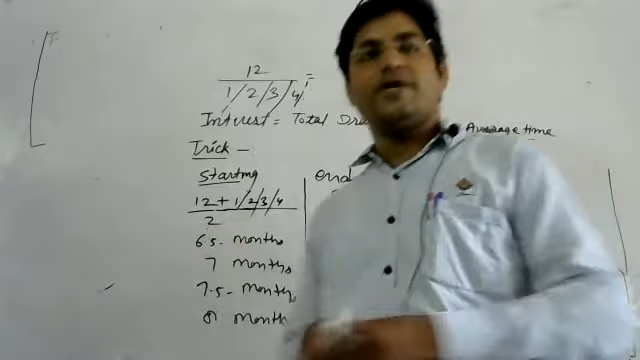 12
1/2/3/4 =
Interest = Total Dra Average time
Trick -
Starting end
12 + 1/2/3/4
2
6.5 - months
7 months
7.5 - months
8 month